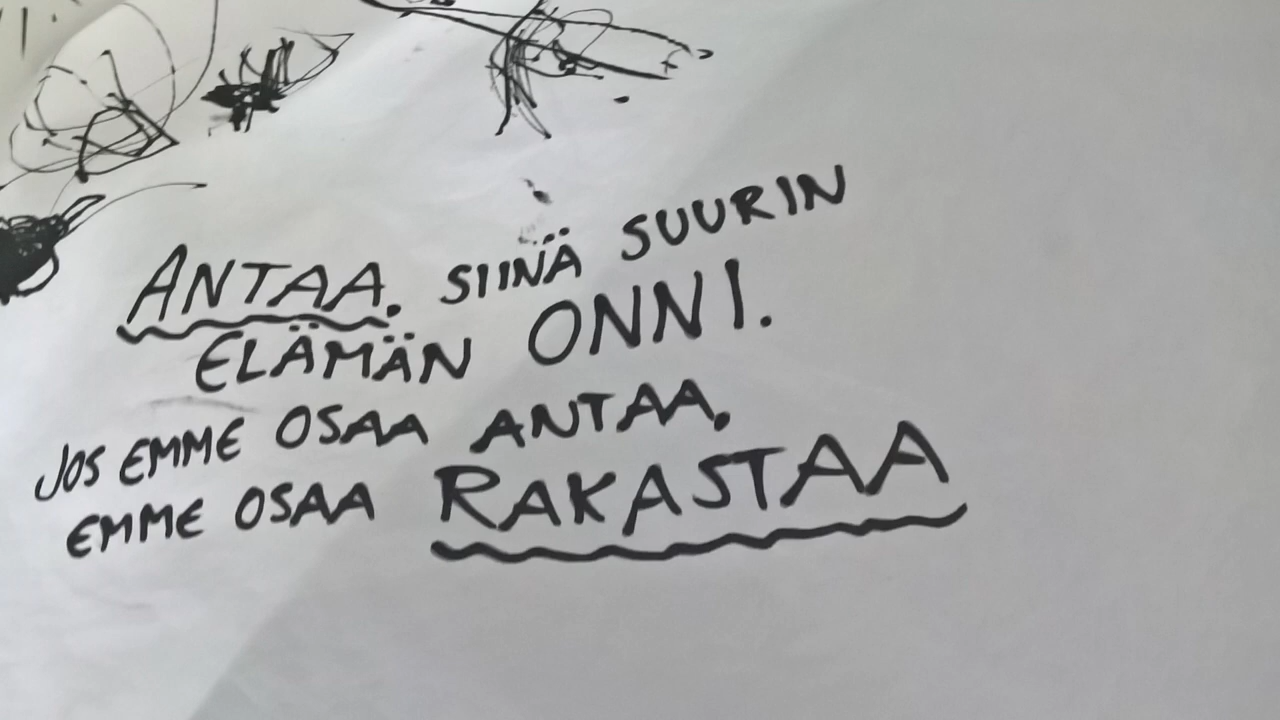 ANTAA. SIINÄ SUURIN
ELÄMÄN ONNI.
JOS EMME OSAA ANTAA,
EMME OSAA RAKASTAA